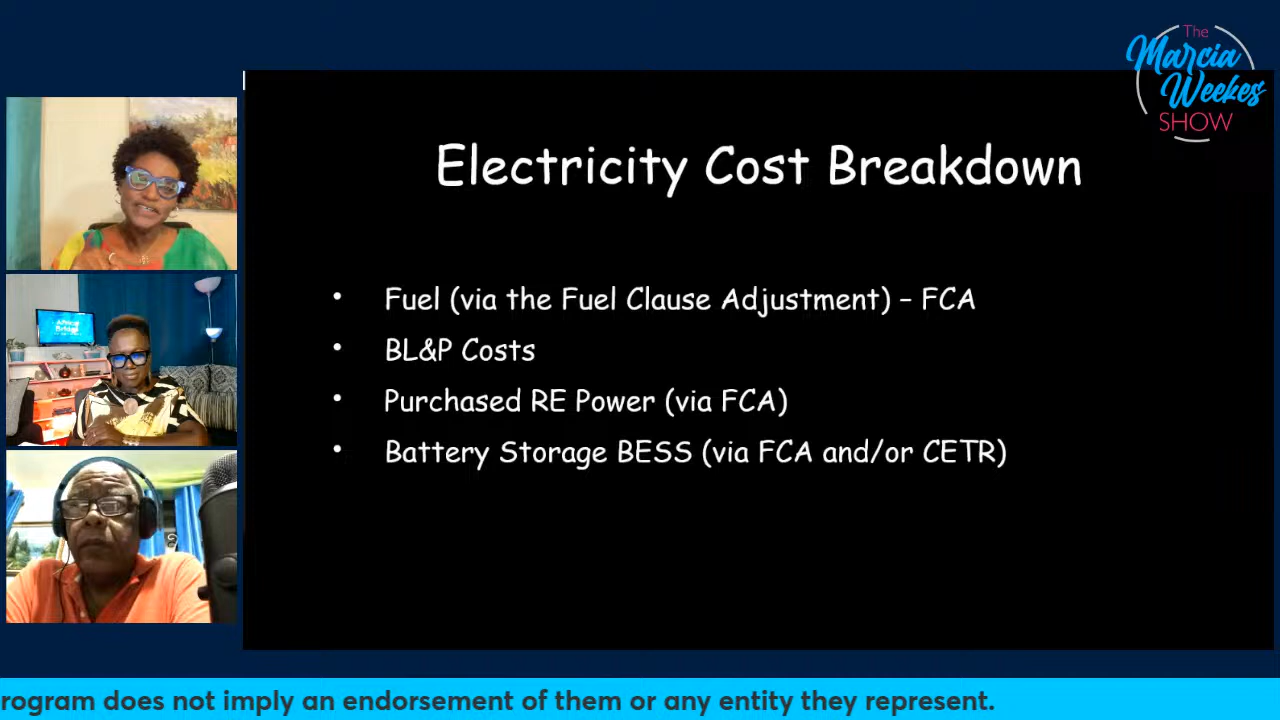 The
Marcia
Weekes
SHOW
Electricity Cost Breakdown
• Fuel (via the Fuel Clause Adjustment) – FCA
• BL&P Costs
• Purchased RE Power (via FCA)
• Battery Storage BESS (via FCA and/or CETR)
rogram does not imply an endorsement of them or any entity they represent.